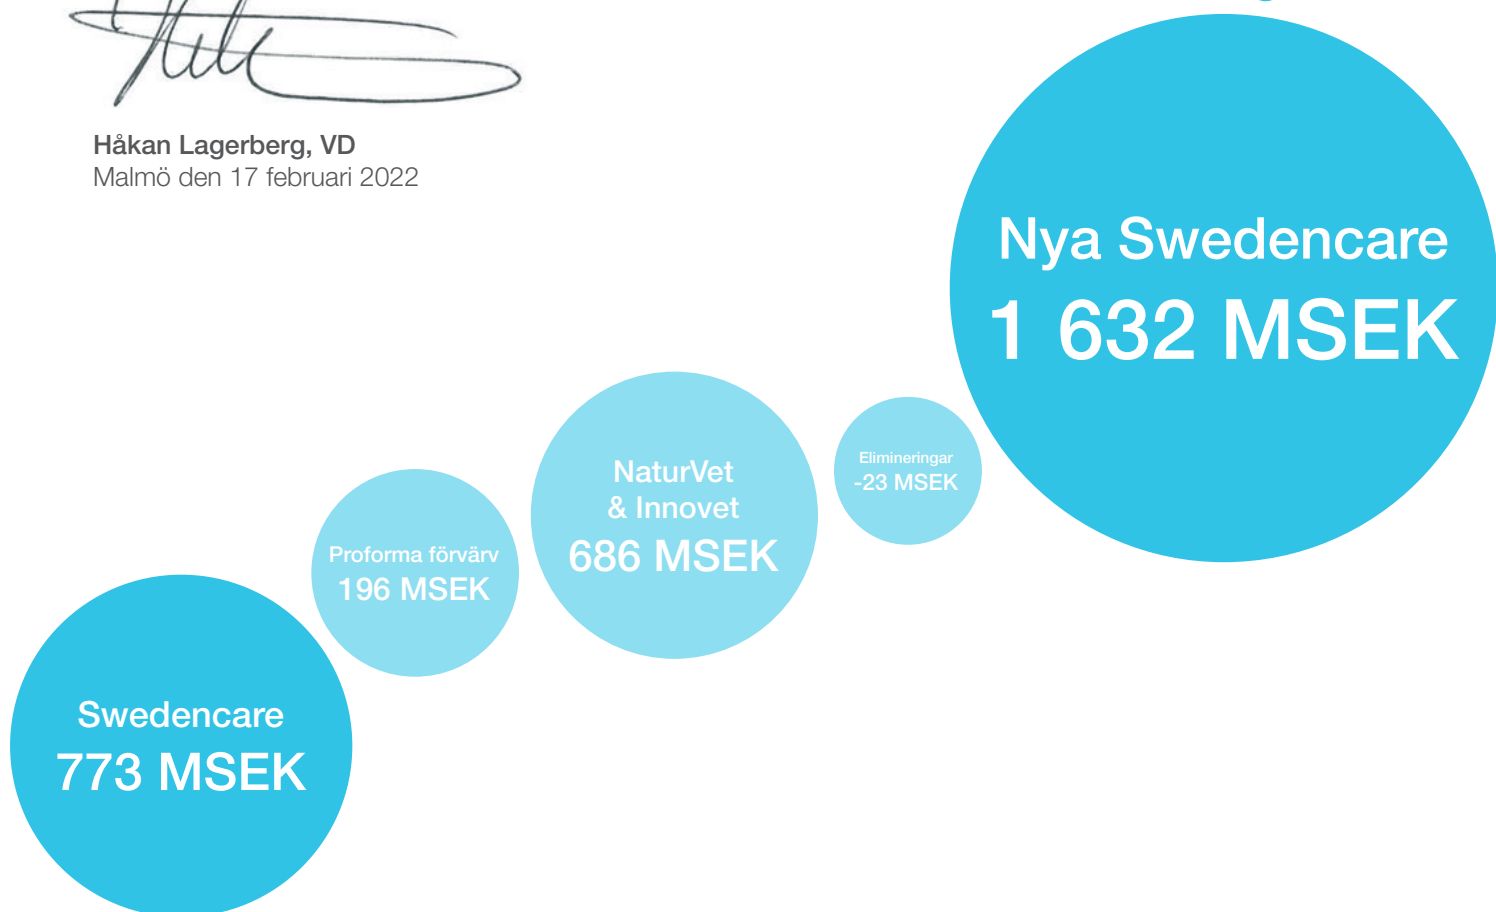 Håkan Lagerberg, VD
Malmö den 17 februari 2022
Nya Swedencare
1 632 MSEK
NaturVet
& Innovet
686 MSEK
Elimineringar
-23 MSEK
Proforma förvärv
196 MSEK
Swedencare
773 MSEK